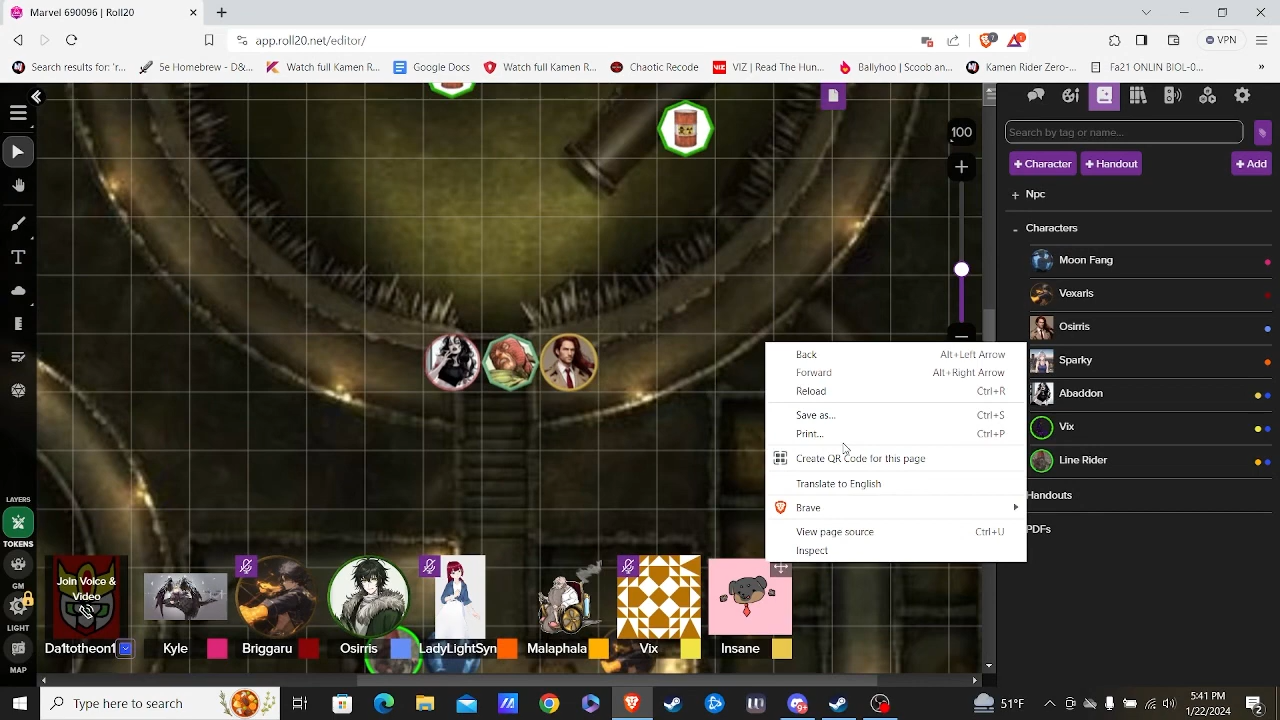 Marvel 690096 | Roll20
app.roll20.net/editor/
VPN
Search results for: 'r...
5e Homebrew - D&...
Watch full Kamen R...
Google Docs
Watch full Kamen R...
Chaotic Recode
VIZ | Read The Hun...
Ballyhoo | Scoob an...
Kamen Rider Zero-...
Fa21 ONLIN BIOL-0...
100
Search by tag or name...
+ Character
+ Handout
+ Add
+ Npc
- Characters
Moon Fang
Vexaris
Osirris
Sparky
Abaddon
Vix
Line Rider
Handouts
PDFs
Back Alt+Left Arrow
Forward Alt+Right Arrow
Reload Ctrl+R
Save as... Ctrl+S
Print... Ctrl+P
Create QR Code for this page
Translate to English
Brave
View page source Ctrl+U
Inspect
LAYERS
TOKENS
GM
LIGHT
MAP
Join Voice &
Video
Kyle
Briggaru
Osirris
LadyLightSyn
Malaphala
Vix
Insane
Type here to search
51°F
5:41 PM
1/22/2024